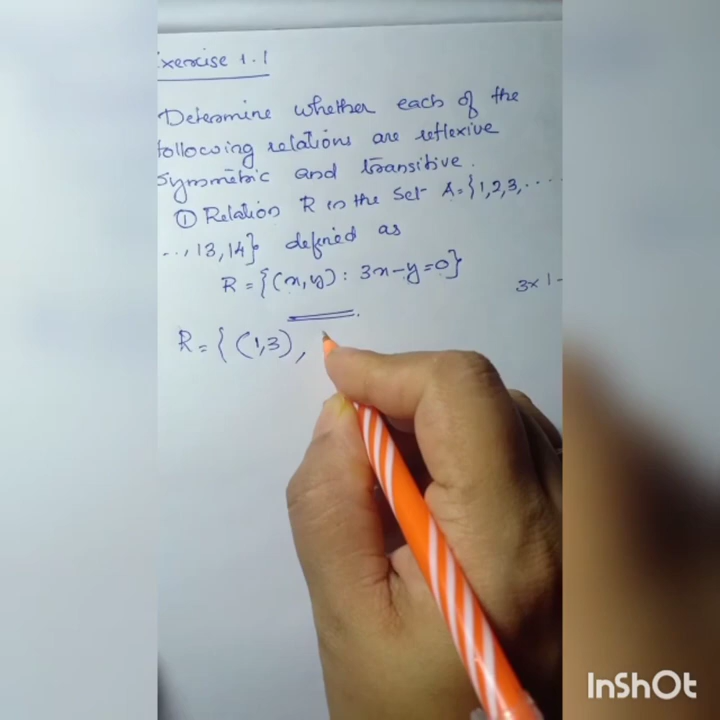 xercise 1.1
Determine whether each of the
following relations are reflexive
symmetric and transitive.
① Relation R in the set A={1,2,3,....
..,13,14} defined as
R={(x,y): 3x-y=0}
3×1-
R={(1,3),
InShOt